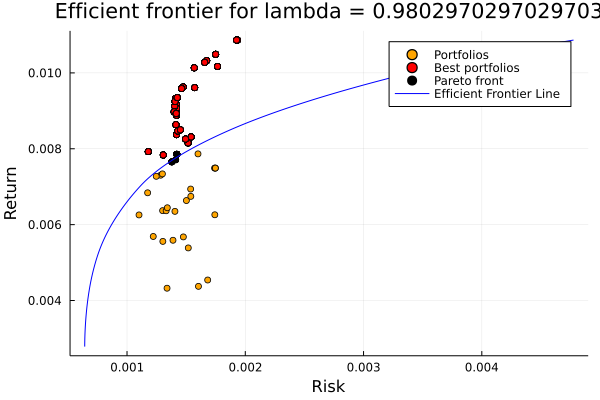 Efficient frontier for lambda = 0.9802970297029703
Portfolios
Best portfolios
Pareto front
Efficient Frontier Line
Return
0.010
0.008
0.006
0.004
0.001
0.002
0.003
0.004
Risk